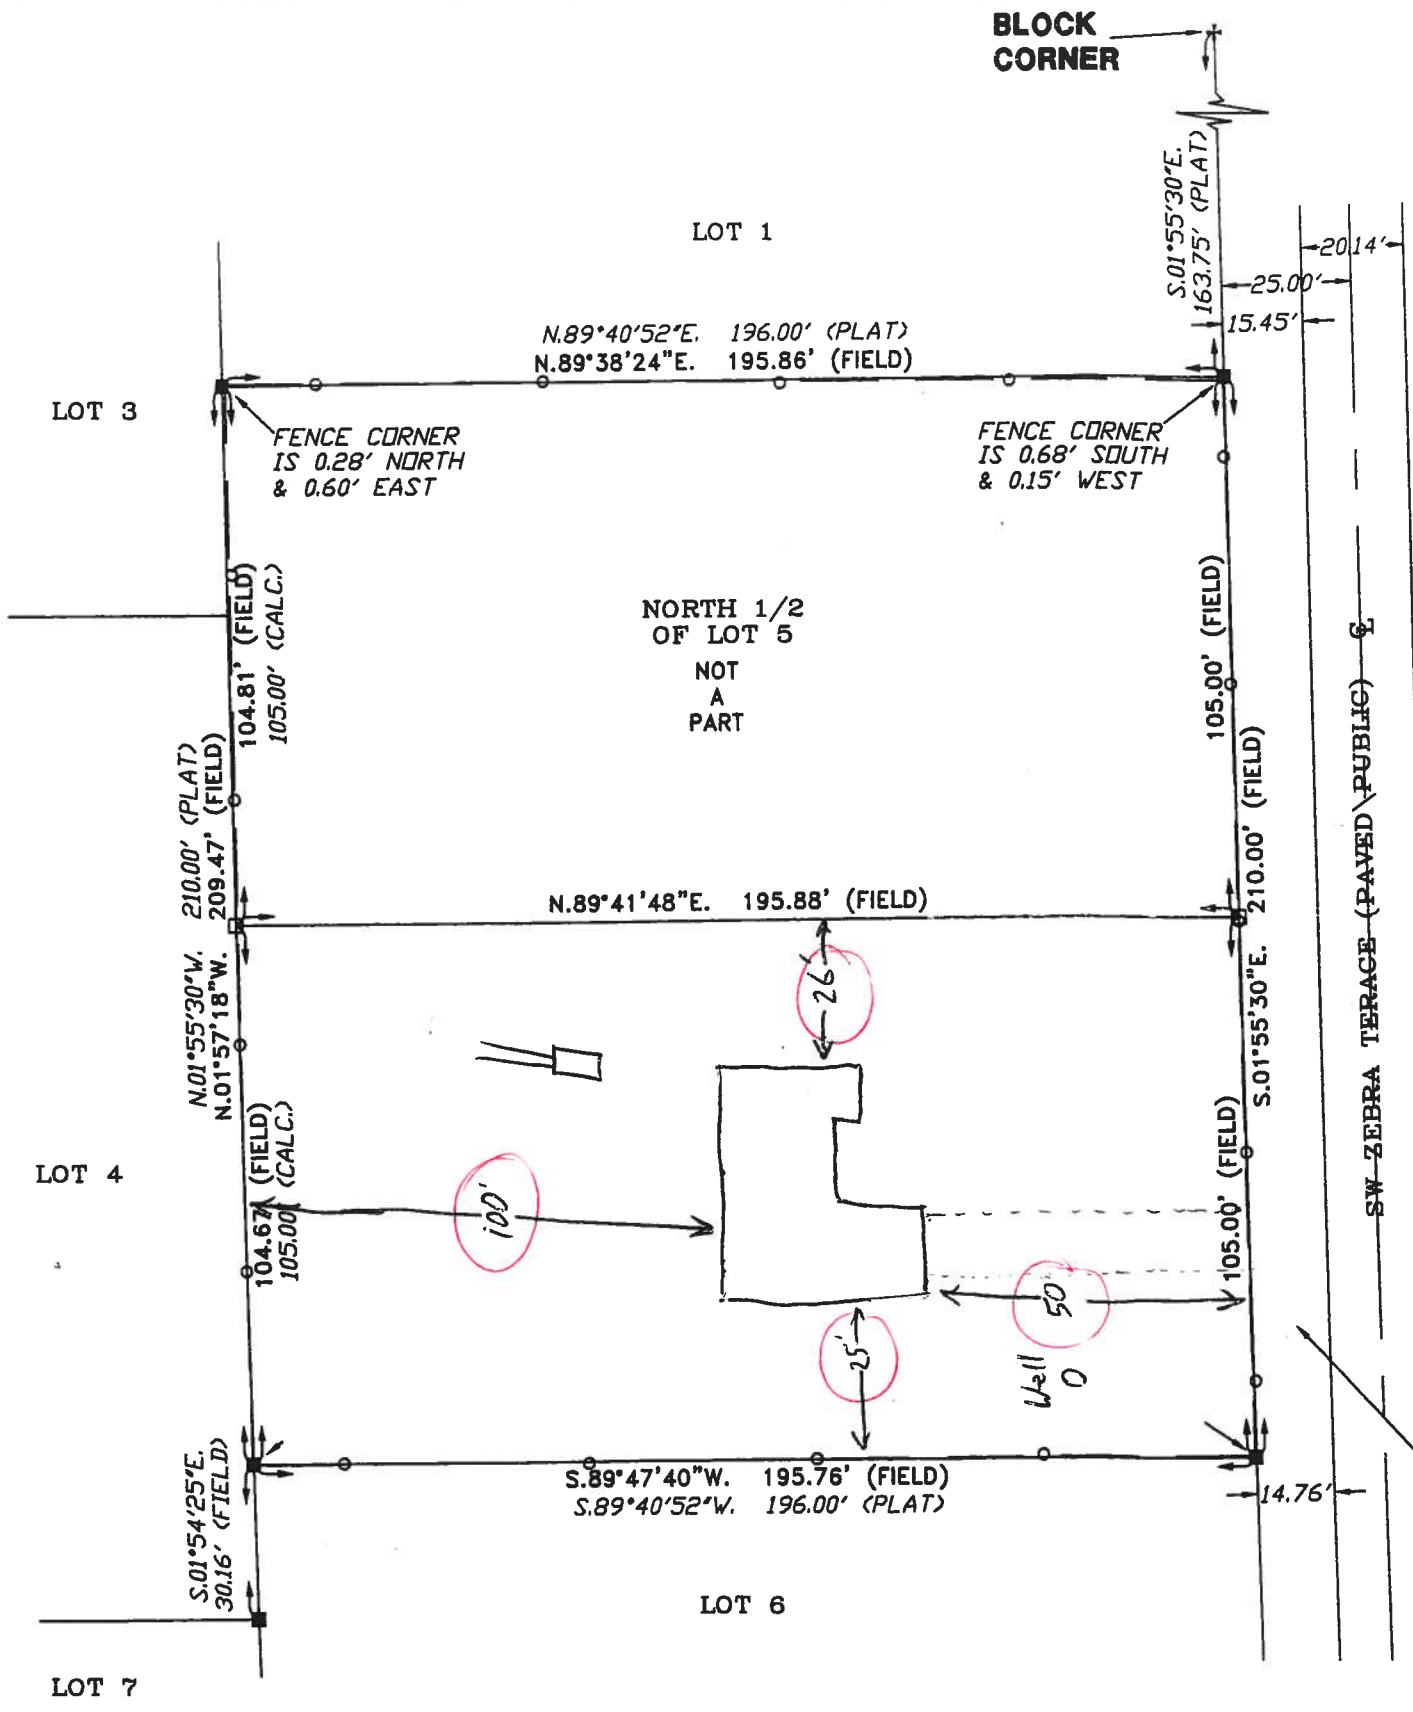 BLOCK
CORNER
S.01°55'30"E.
163.75' (PLAT)
LOT 1
20.14'
25.00'
15.45'
N.89°40'52"E. 196.00' (PLAT)
N.89°38'24"E. 195.86' (FIELD)
LOT 3
FENCE CORNER
IS 0.28' NORTH
& 0.60' EAST
FENCE CORNER
IS 0.68' SOUTH
& 0.15' WEST
104.81' (FIELD)
105.00' (CALC.)
NORTH 1/2
OF LOT 5
NOT
A
PART
105.00' (FIELD)
SW ZEBRA TERACE (PAVED\PUBLIC) ℄
N.01°55'30"W. 210.00' (PLAT)
N.01°57'18"W. 209.47' (FIELD)
S.01°55'30"E. 210.00' (FIELD)
N.89°41'48"E. 195.88' (FIELD)
26'
LOT 4
104.67' (FIELD)
105.00' (CALC.)
100'
105.00' (FIELD)
50
25'
Well
S.89°47'40"W. 195.76' (FIELD)
S.89°40'52"W. 196.00' (PLAT)
14.76'
S.01°54'25"E.
30.16' (FIELD)
LOT 6
LOT 7